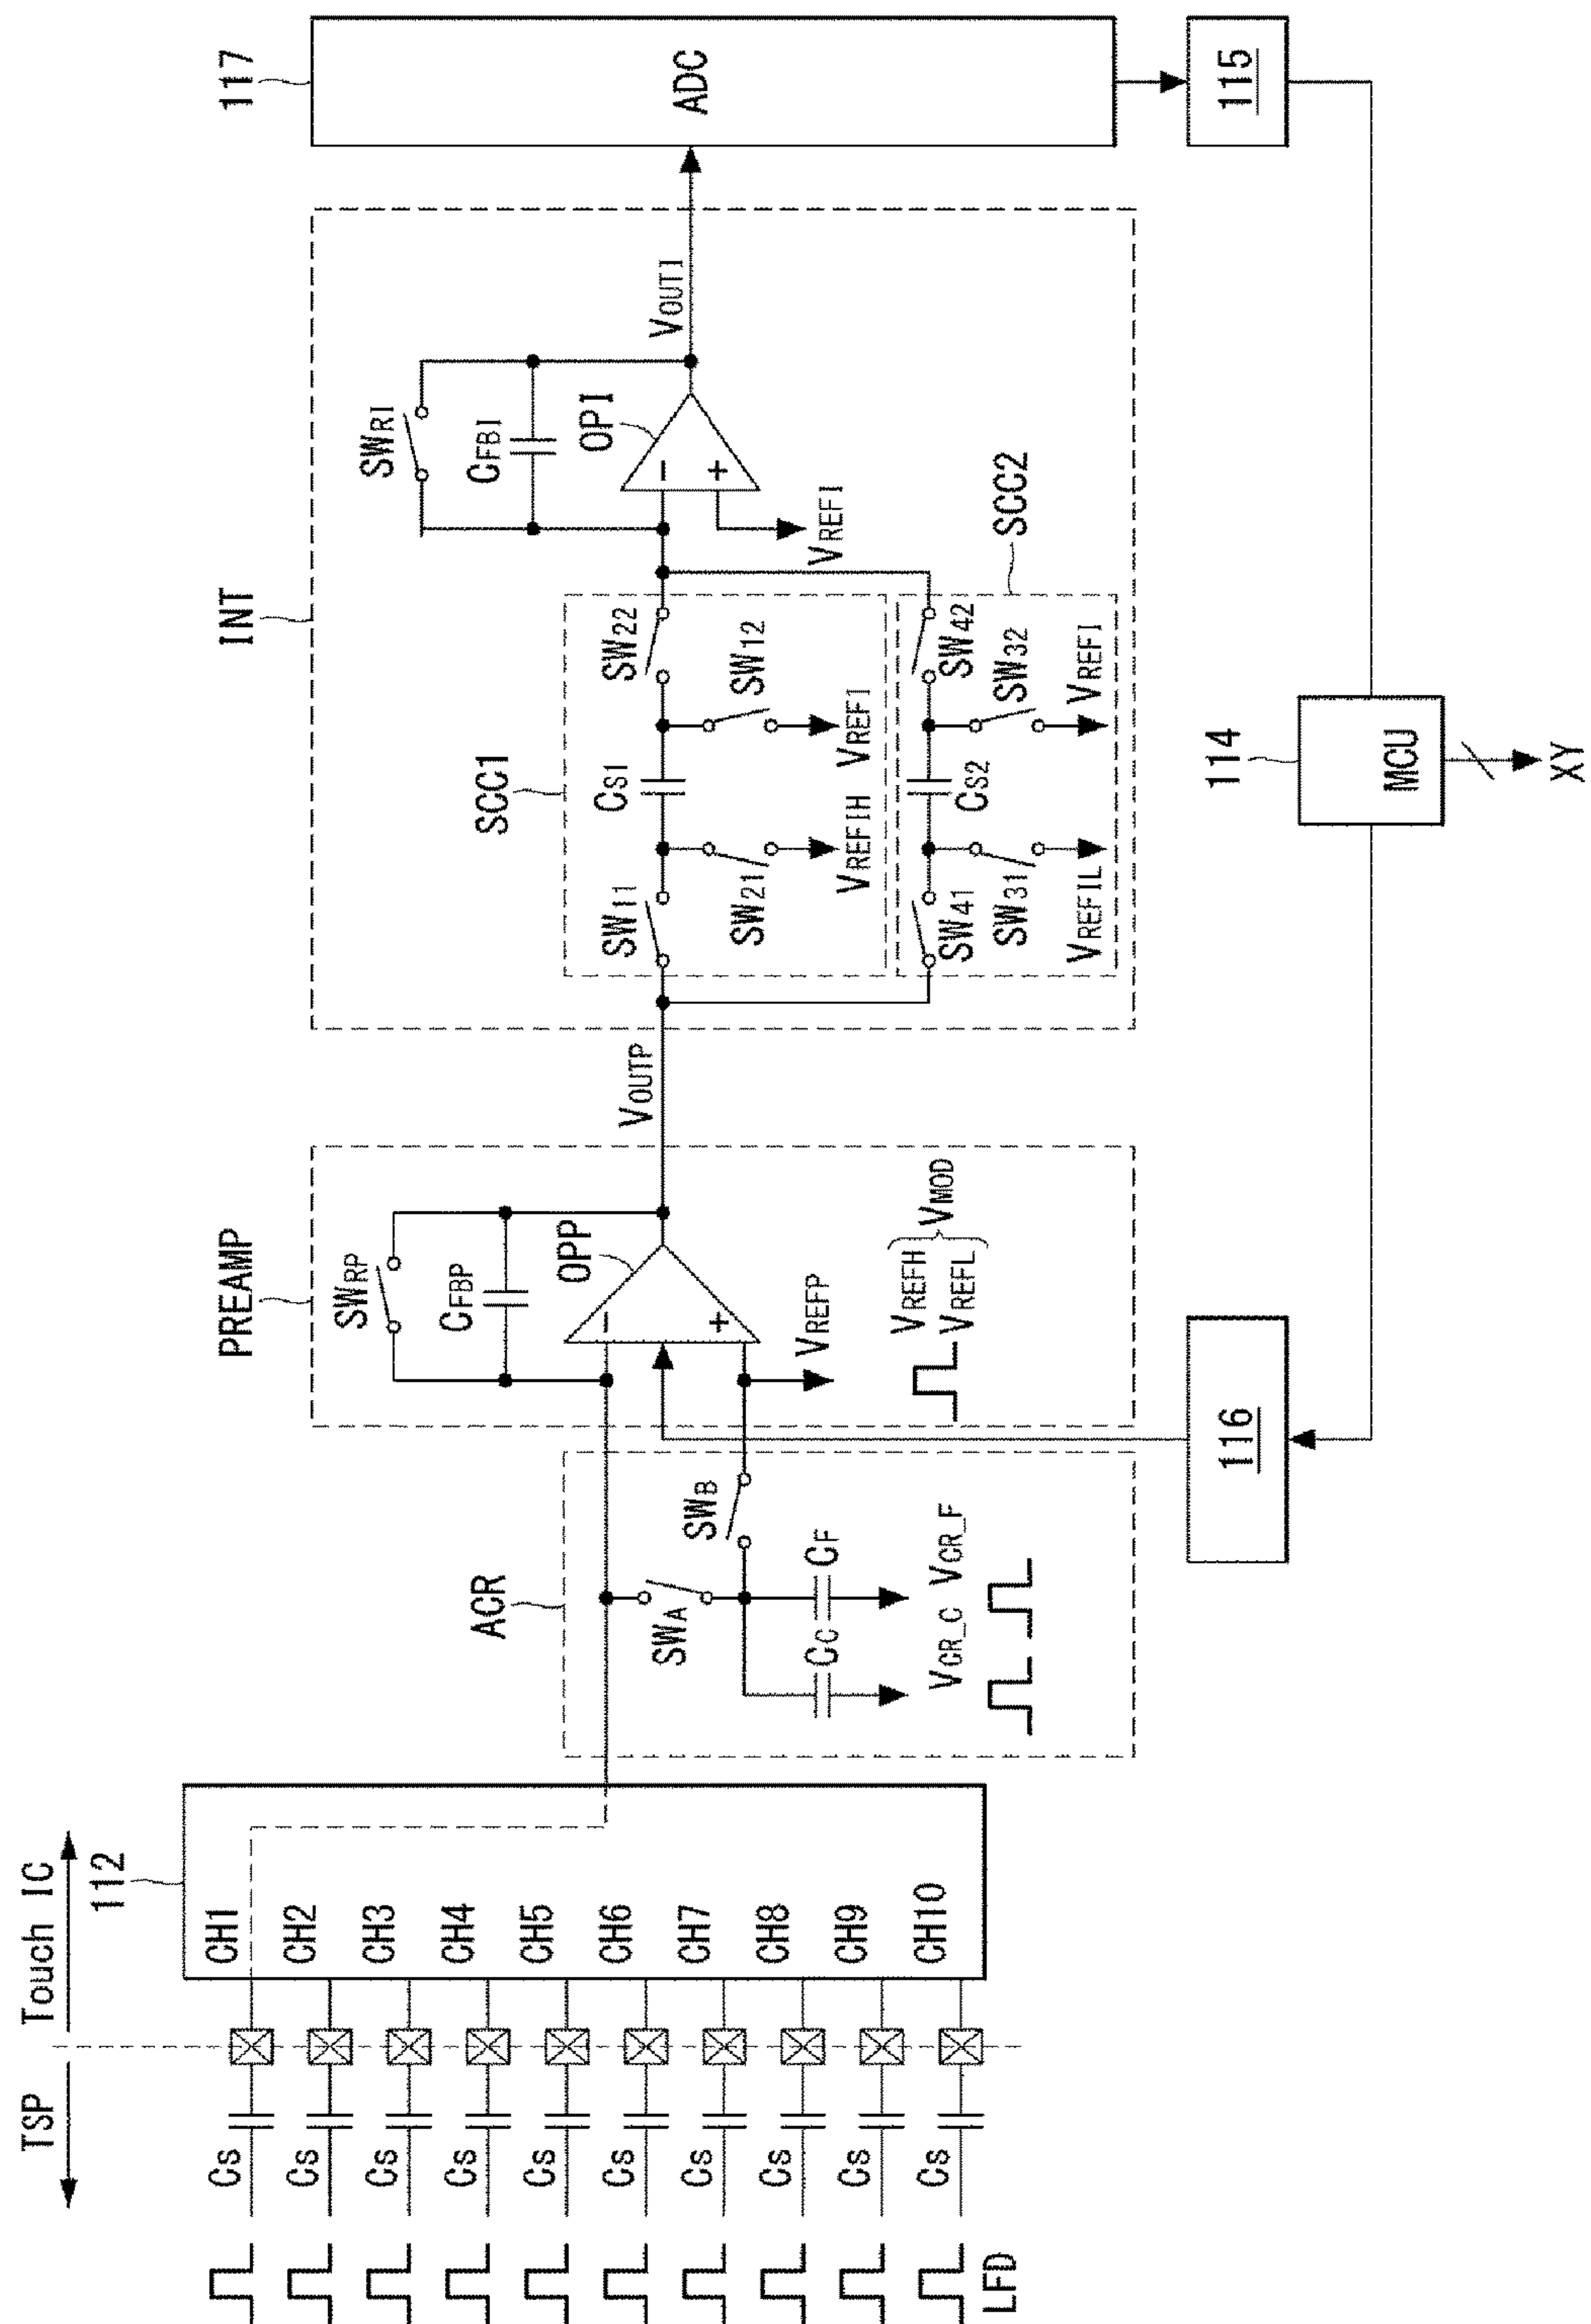 TSP
Touch IC
112
CH1
CH2
CH3
CH4
CH5
CH6
CH7
CH8
CH9
CH10
CS
CS
CS
CS
CS
CS
CS
CS
CS
CS
LFD
ACR
SWA
SWB
CC
CF
VCR_C
VCR_F
PREAMP
SWRP
CFBP
OPP
-
+
VREFP
VREFH
VREFL
VMOD
VOUTP
INT
SCC1
SW11
CS1
SW22
SW21
SW12
VREFIH
VREFI
SCC2
SW41
CS2
SW42
SW31
SW32
VREFIL
VREFI
SWRI
CFBI
OPI
-
+
VREFI
VOUTI
117
ADC
115
116
114
MCU
XY